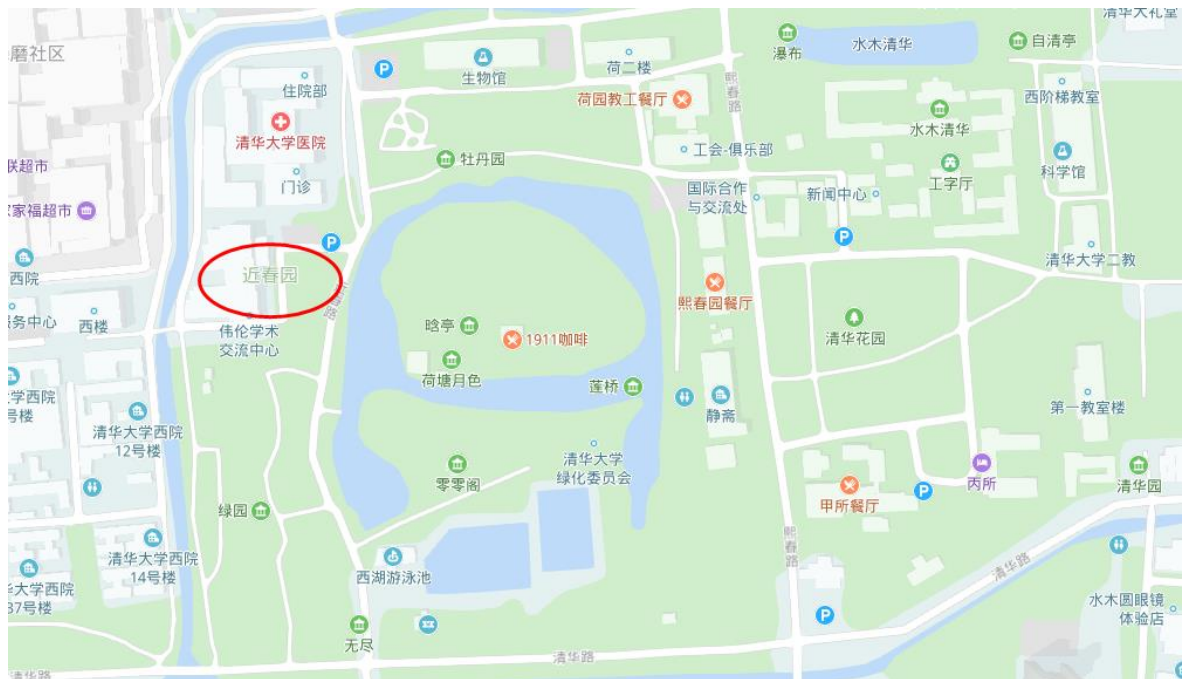 清华大礼堂
磨社区
瀑布
水木清华
自清亭
生物馆
荷二楼
住院部
荷园教工餐厅
熙春路
西阶梯教室
清华大学医院
水木清华
工会-俱乐部
科学馆
联超市
牡丹园
门诊
国际合作
与交流处
新闻中心
工字厅
家福超市
P
P
P
清华大学二教
近春园
西院
熙春园餐厅
路
服务中心
西楼
伟伦学术
交流中心
晗亭
1911咖啡
清华花园
荷塘月色
莲桥
学西院
号楼
静斋
第一教室楼
清华大学西院
12号楼
清华大学
绿化委员会
零零阁
丙所
清华园
甲所餐厅
P
绿园
熙春路
清华大学西院
14号楼
西湖游泳池
清华路
大学西院
37号楼
水木圆眼镜
体验店
P
无尽
清华路
清华路